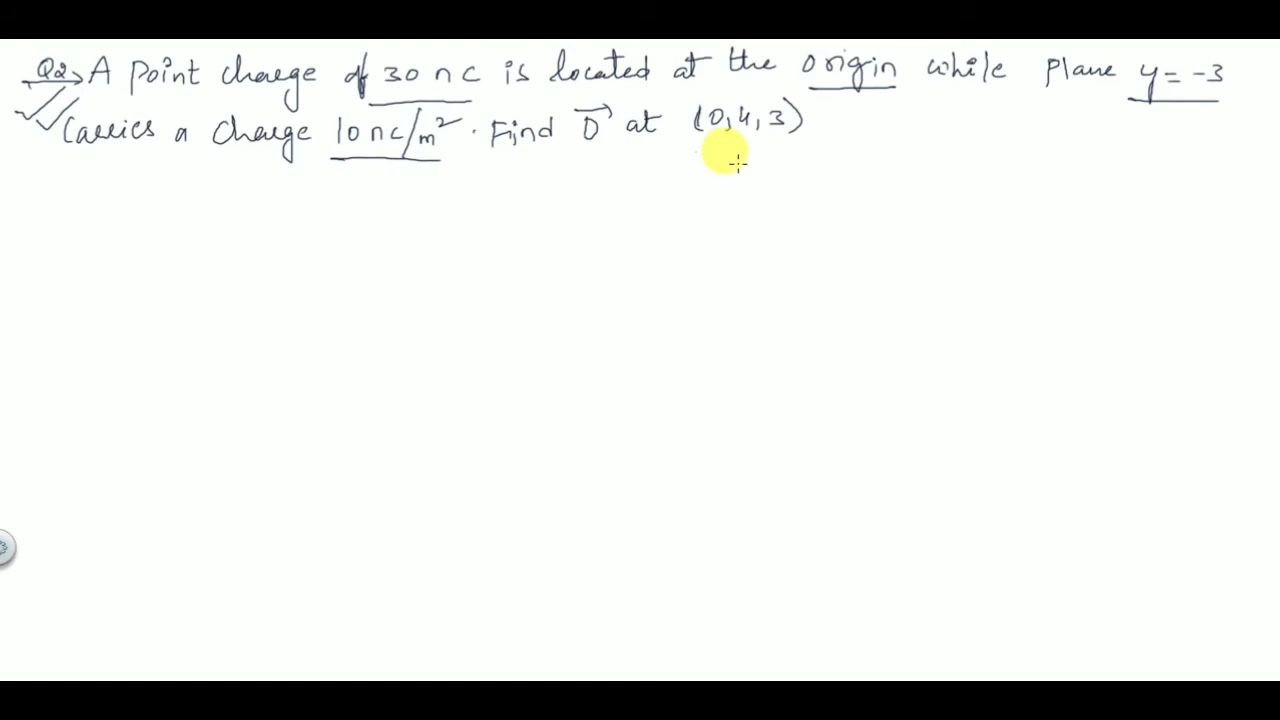 Q2> A point charge of 30 nc is located at the origin while plane y = -3
Carries a charge 10 nc/m². Find D⃗ at (0,4,3)